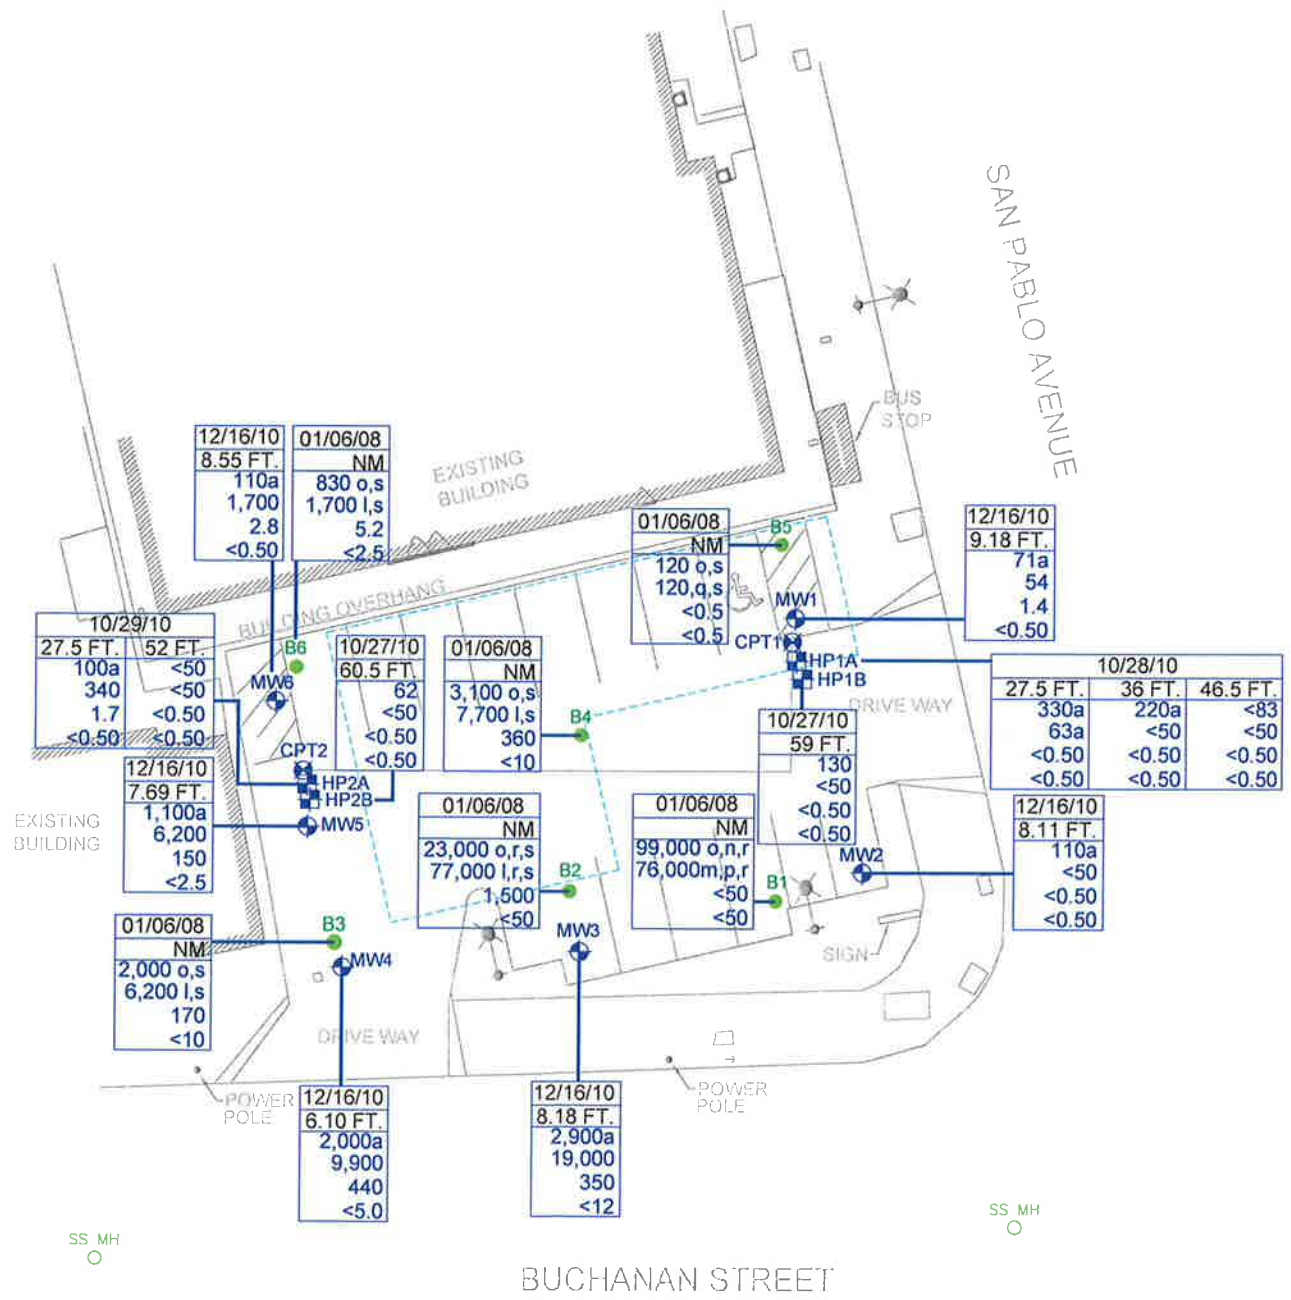 SAN PABLO AVENUE
BUS
STOP
EXISTING
BUILDING
BUILDING OVERHANG
12/16/10
8.55 FT.
110a
1,700
2.8
<0.50
01/06/08
NM
830 o,s
1,700 l,s
5.2
<2.5
B6
MW6
01/06/08
NM
120 o,s
120,q,s
<0.5
<0.5
B5
12/16/10
9.18 FT.
71a
54
1.4
<0.50
MW1
CPT1
HP1A
HP1B
10/29/10
27.5 FT. 52 FT.
100a <50
340 <50
1.7 <0.50
<0.50 <0.50
10/27/10
60.5 FT.
62
<50
<0.50
<0.50
01/06/08
NM
3,100 o,s
7,700 l,s
360
<10
B4
10/28/10
27.5 FT. 36 FT. 46.5 FT.
330a 220a <83
63a <50 <50
<0.50 <0.50 <0.50
<0.50 <0.50 <0.50
DRIVE WAY
10/27/10
59 FT.
130
<50
<0.50
<0.50
CPT2
HP2A
HP2B
MW5
12/16/10
7.69 FT.
1,100a
6,200
150
<2.5
EXISTING
BUILDING
01/06/08
NM
23,000 o,r,s
77,000 l,r,s
1,500
<50
B2
01/06/08
NM
99,000 o,n,r
76,000m,p,r
<50
<50
B1
MW2
12/16/10
8.11 FT.
110a
<50
<0.50
<0.50
01/06/08
NM
2,000 o,s
6,200 l,s
170
<10
B3
MW4
MW3
SIGN
DRIVE WAY
POWER
POLE
12/16/10
6.10 FT.
2,000a
9,900
440
<5.0
12/16/10
8.18 FT.
2,900a
19,000
350
<12
POWER
POLE
SS MH
SS MH
BUCHANAN STREET